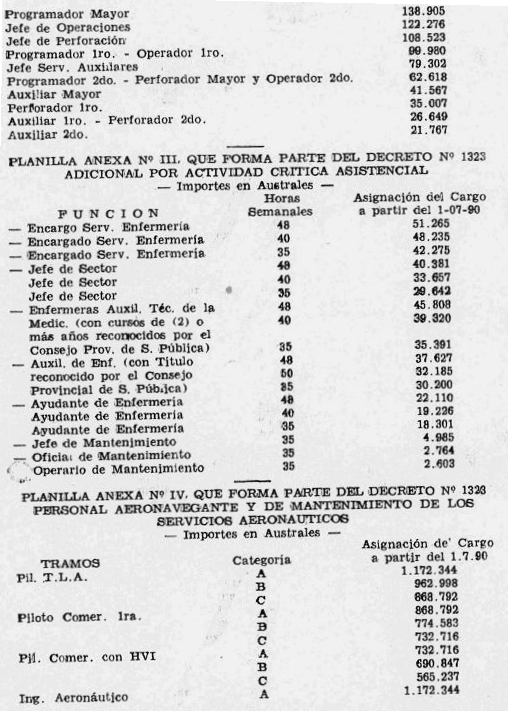 Programador Mayor 138.905
Jefe de Operaciones 122.276
Jefe de Perforación 108.523
Programador 1ro. - Operador 1ro. 99.980
Jefe Serv. Auxiliares 79.302
Programador 2do. - Perforador Mayor y Operador 2do. 62.618
Auxiliar Mayor 41.567
Perforador 1ro. 35.007
Auxiliar 1ro. - Perforador 2do. 26.649
Auxiliar 2do. 21.767
PLANILLA ANEXA Nº III, QUE FORMA PARTE DEL DECRETO Nº 1323
ADICIONAL POR ACTIVIDAD CRITICA ASISTENCIAL
— Importes en Australes —
Horas Asignación del Cargo
FUNCION Semanales a partir del 1-07-90
— Encargo Serv. Enfermería 48 51.265
— Encargado Serv. Enfermería 40 48.235
— Encargado Serv. Enfermería 35 42.275
— Jefe de Sector 48 40.381
Jefe de Sector 40 33.657
Jefe de Sector 35 29.642
— Enfermeras Auxil. Téc. de la 48 45.808
Medic. (con cursos de (2) o 40 39.320
más años reconocidos por el
Consejo Prov. de S. Pública) 35 35.391
— Auxil. de Enf. (con Titulo 48 37.627
reconocido por el Consejo 50 32.185
Provincial de S. Pública) 35 30.200
— Ayudante de Enfermería 48 22.110
Ayudante de Enfermería 40 19.226
Ayudante de Enfermería 35 18.301
— Jefe de Mantenimiento 35 4.985
— Oficial de Mantenimiento 35 2.764
Operario de Mantenimiento 35 2.603
PLANILLA ANEXA Nº IV. QUE FORMA PARTE DEL DECRETO Nº 1323
PERSONAL AERONAVEGANTE Y DE MANTENIMIENTO DE LOS
SERVICIOS AERONAUTICOS
— Importes en Australes —
Asignación de' Cargo
TRAMOS Categoría a partir del 1.7.90
Pil. T.L.A. A 1.172.344
B 962.998
C 868.792
Piloto Comer. 1ra. A 868.792
B 774.583
C 732.716
Pil. Comer. con HVI A 732.716
B 690.847
C 565.237
Ing. Aeronáutico A 1.172.344